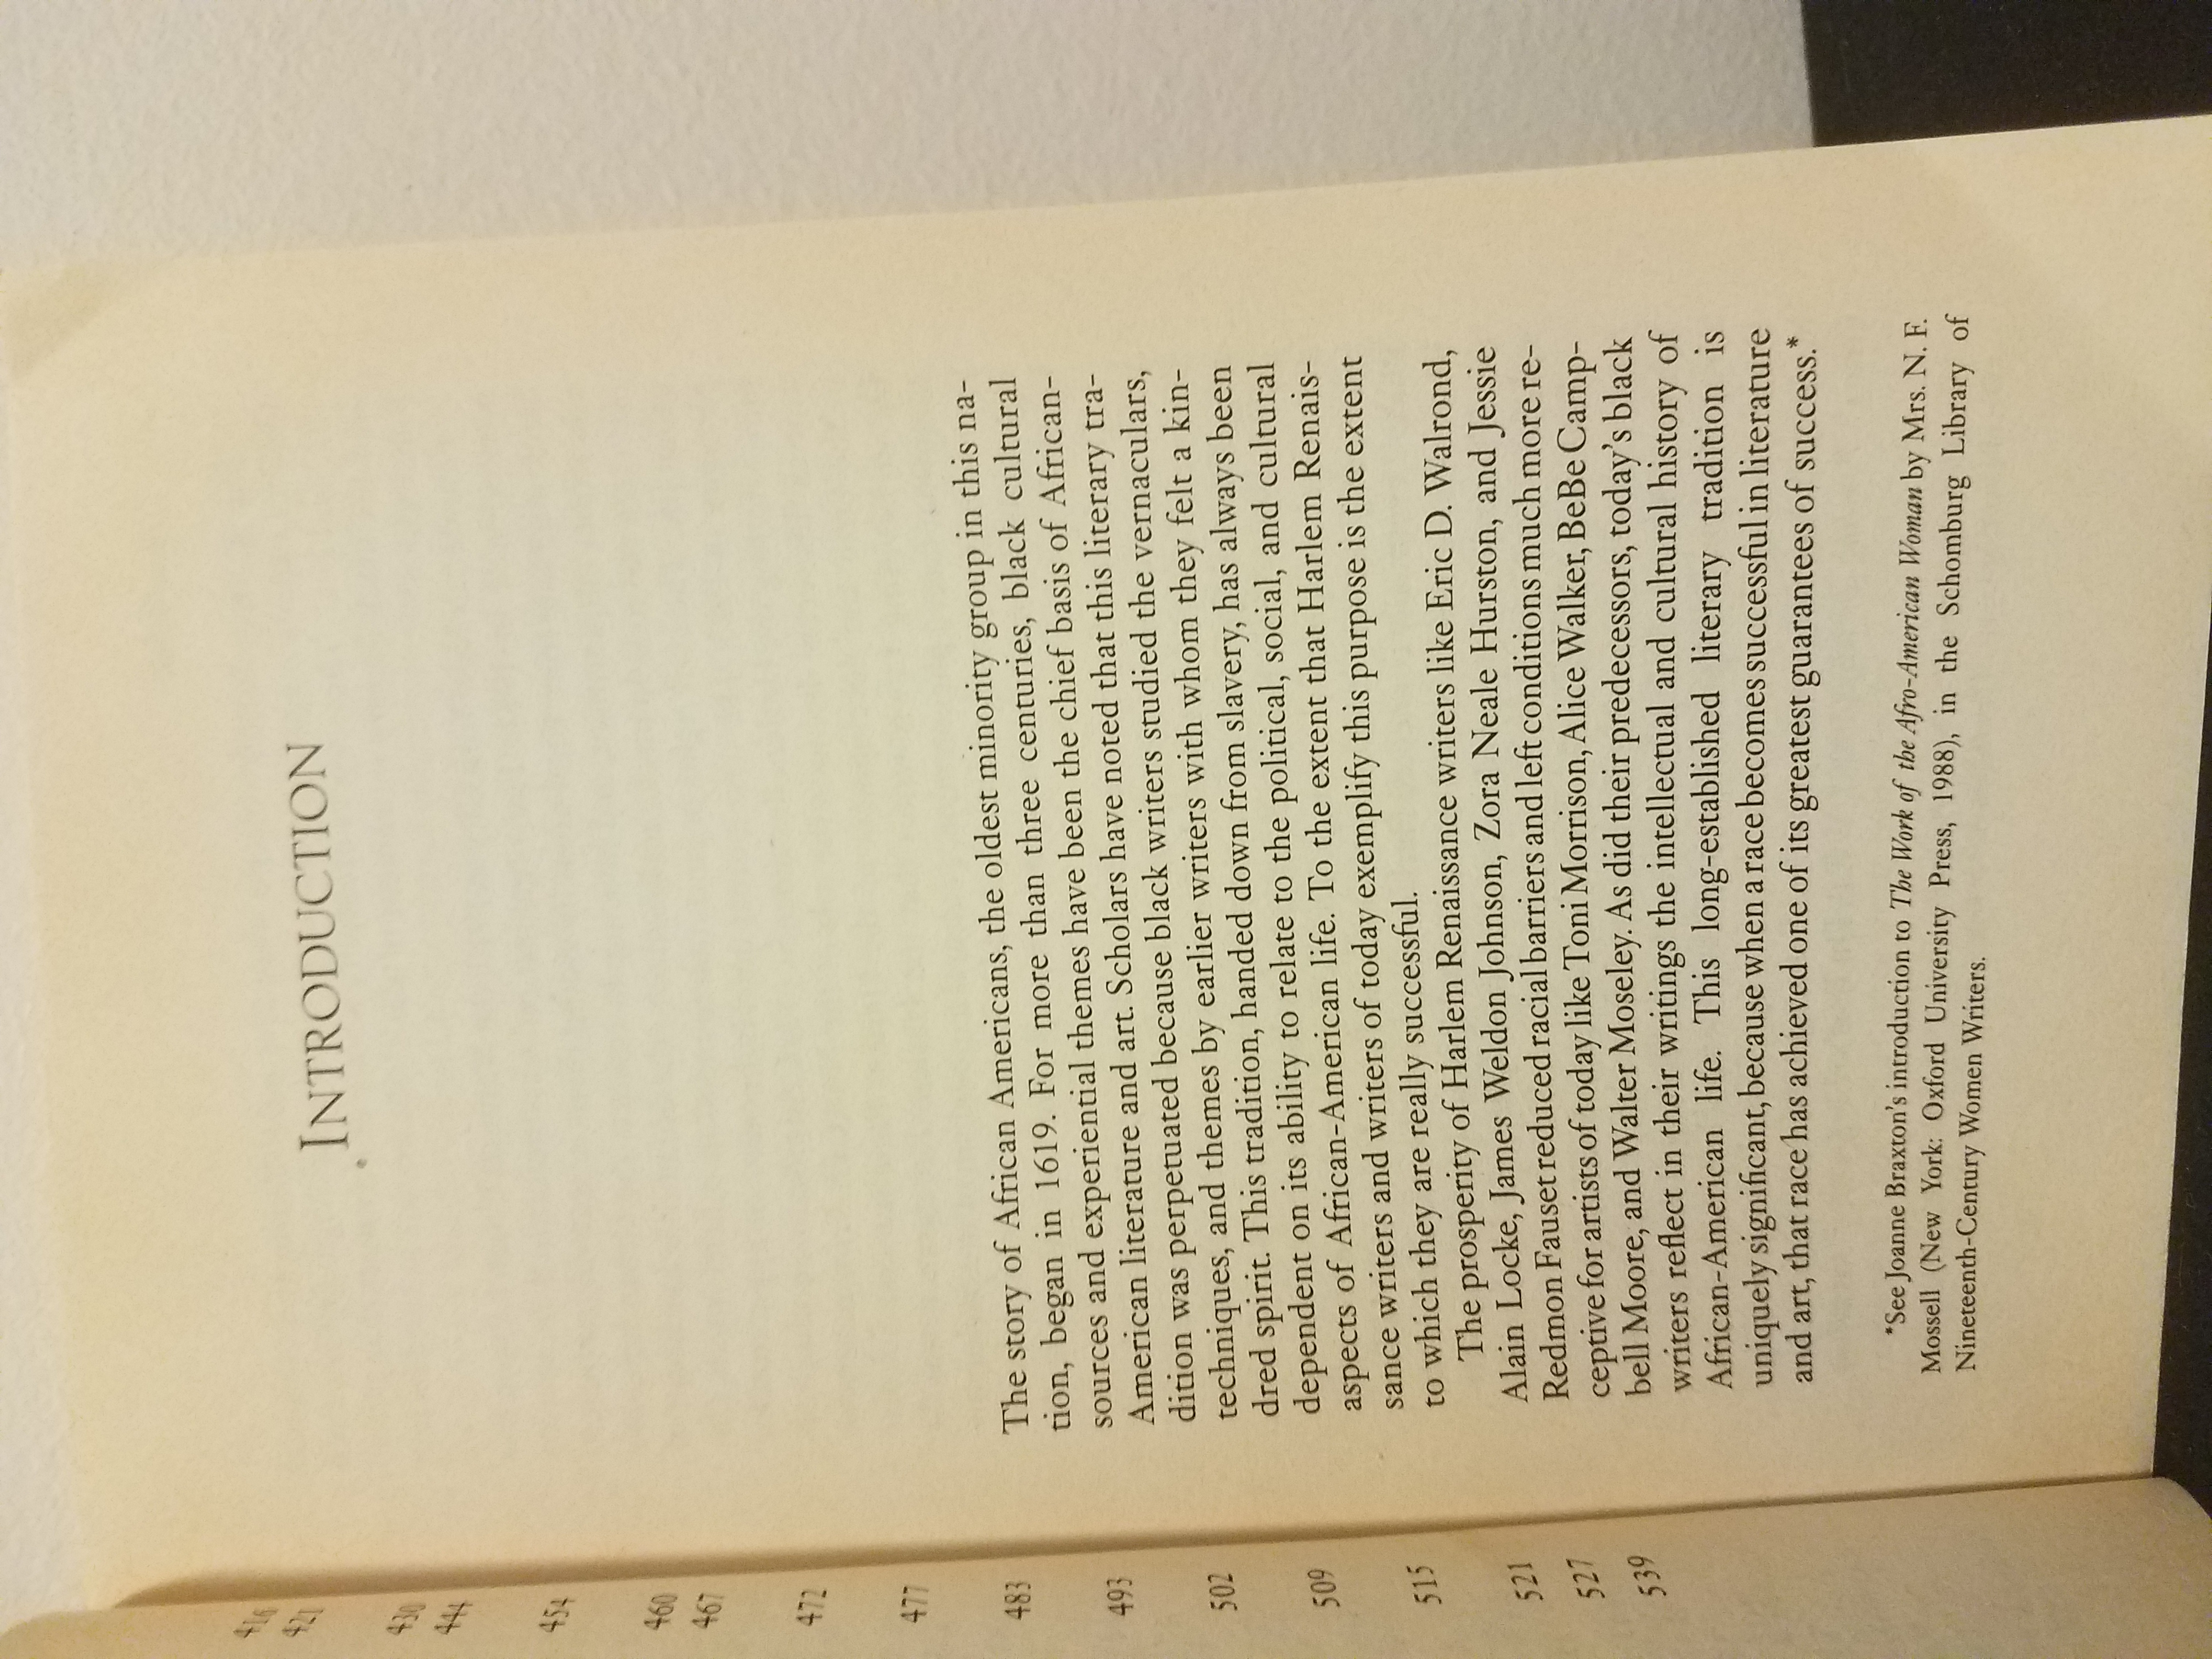 416
421
430
444
454
460
467
472
477
483
493
502
509
515
521
527
539
INTRODUCTION
The story of African Americans, the oldest minority group in this na-
tion, began in 1619. For more than three centuries, black cultural
sources and experiential themes have been the chief basis of African-
American literature and art. Scholars have noted that this literary tra-
dition was perpetuated because black writers studied the vernaculars,
techniques, and themes by earlier writers with whom they felt a kin-
dred spirit. This tradition, handed down from slavery, has always been
dependent on its ability to relate to the political, social, and cultural
aspects of African-American life. To the extent that Harlem Renais-
sance writers and writers of today exemplify this purpose is the extent
to which they are really successful.
The prosperity of Harlem Renaissance writers like Eric D. Walrond,
Alain Locke, James Weldon Johnson, Zora Neale Hurston, and Jessie
Redmon Fauset reduced racial barriers and left conditions much more re-
ceptive for artists of today like Toni Morrison, Alice Walker, BeBe Camp-
bell Moore, and Walter Moseley. As did their predecessors, today's black
writers reflect in their writings the intellectual and cultural history of
African-American life. This long-established literary tradition is
uniquely significant, because when a race becomes successful in literature
and art, that race has achieved one of its greatest guarantees of success.*
*See Joanne Braxton's introduction to The Work of the Afro-American Woman by Mrs. N. F.
Mossell (New York: Oxford University Press, 1988), in the Schomburg Library of
Nineteenth-Century Women Writers.